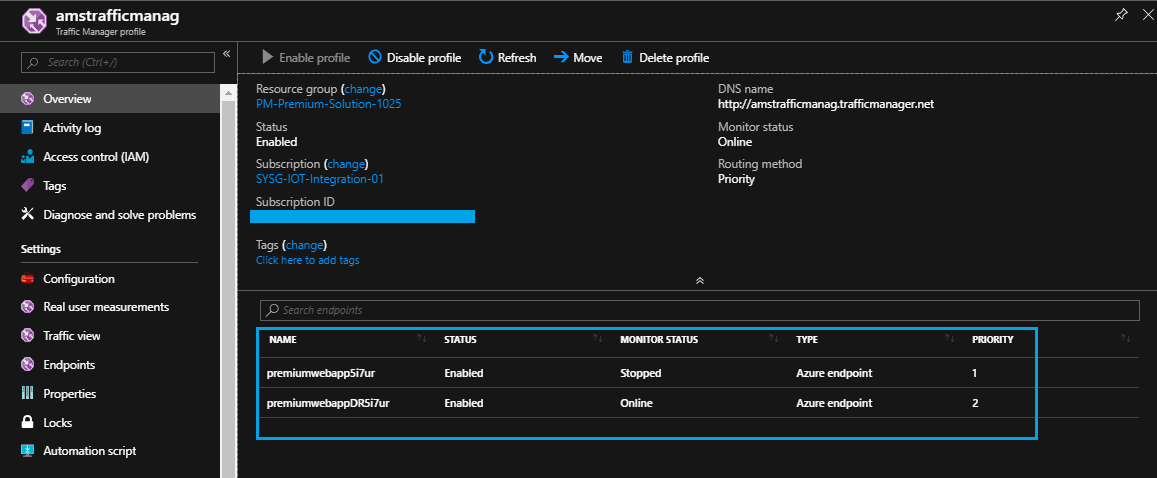 amstrafficmanag
Traffic Manager profile
Search (Ctrl+/)
«
Overview
Activity log
Access control (IAM)
Tags
Diagnose and solve problems
Settings
Configuration
Real user measurements
Traffic view
Endpoints
Properties
Locks
Automation script
Enable profile Disable profile Refresh Move Delete profile
Resource group (change)
PM-Premium-Solution-1025
Status
Enabled
Subscription (change)
SYSG-IOT-Integration-01
Subscription ID
Tags (change)
Click here to add tags
DNS name
http://amstrafficmanag.trafficmanager.net
Monitor status
Online
Routing method
Priority
Search endpoints
NAME STATUS MONITOR STATUS TYPE PRIORITY
premiumwebapp5i7ur Enabled Stopped Azure endpoint 1
premiumwebappDR5i7ur Enabled Online Azure endpoint 2